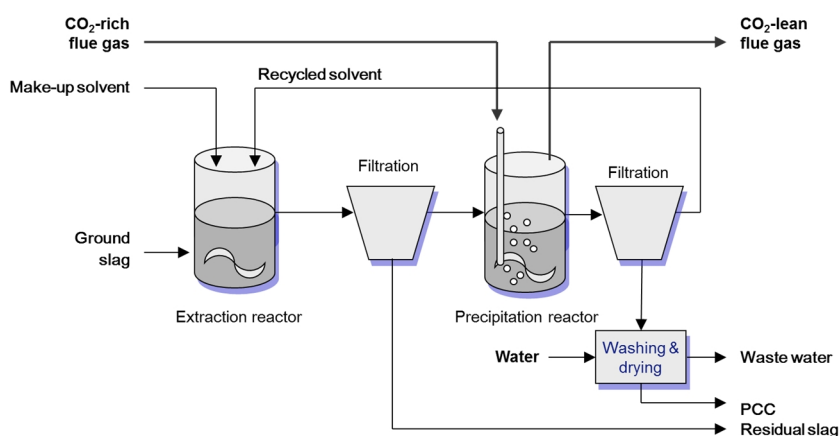 CO₂-rich
flue gas
CO₂-lean
flue gas
Make-up solvent
Recycled solvent
Filtration
Filtration
Ground
slag
Extraction reactor
Precipitation reactor
Water
Washing &
drying
Waste water
PCC
Residual slag